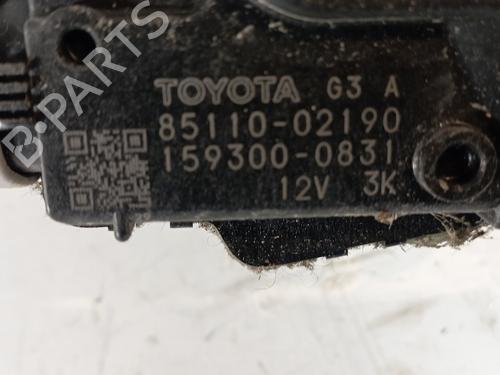 B-PARTS
TOYOTA G3 A
85110-02190
159300-0831
12V 3K